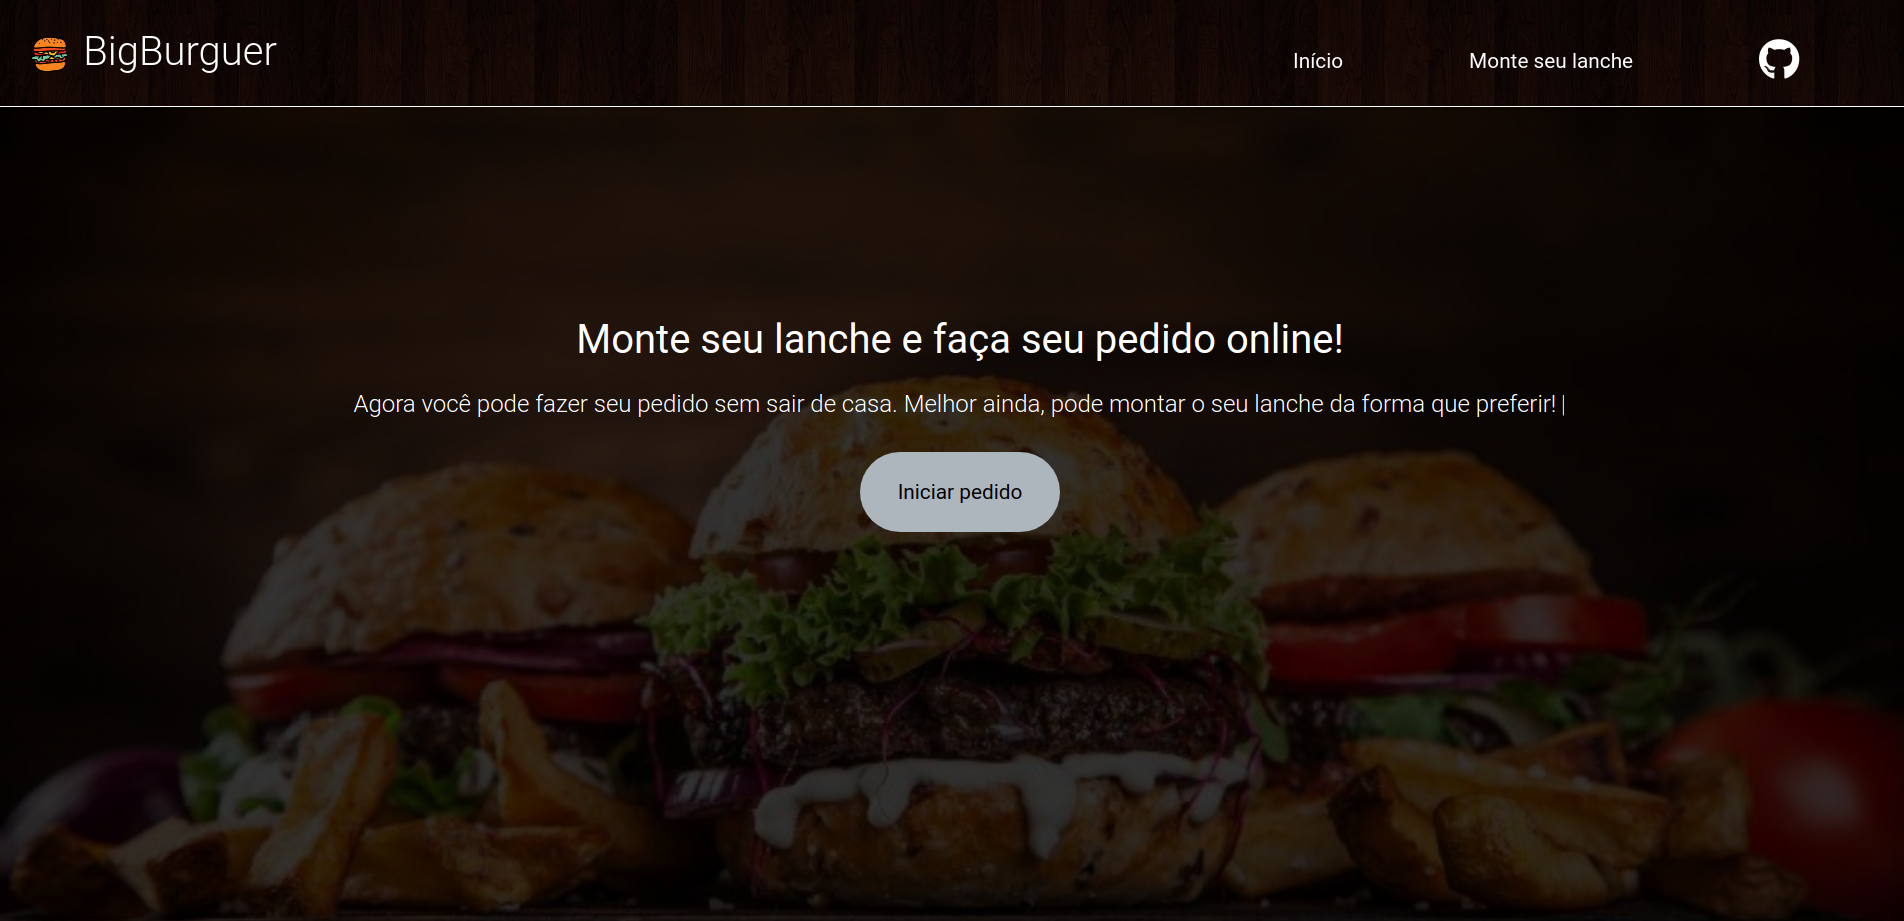 BigBurguer
Início
Monte seu lanche
Monte seu lanche e faça seu pedido online!
Agora você pode fazer seu pedido sem sair de casa. Melhor ainda, pode montar o seu lanche da forma que preferir! |
Iniciar pedido